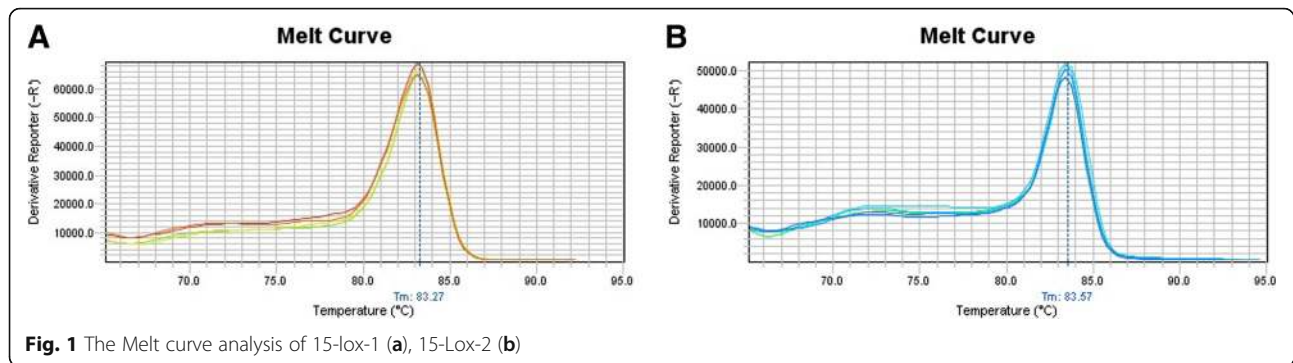 A
Melt Curve
Derivative Reporter (-R')
60000.0
50000.0
40000.0
30000.0
20000.0
10000.0
70.0 75.0 80.0 85.0 90.0 95.0
Tm: 83.27
Temperature (°C)
B
Melt Curve
Derivative Reporter (-R')
50000.0
40000.0
30000.0
20000.0
10000.0
70.0 75.0 80.0 85.0 90.0 95.0
Tm: 83.57
Temperature (°C)
Fig. 1 The Melt curve analysis of 15-lox-1 (a), 15-Lox-2 (b)